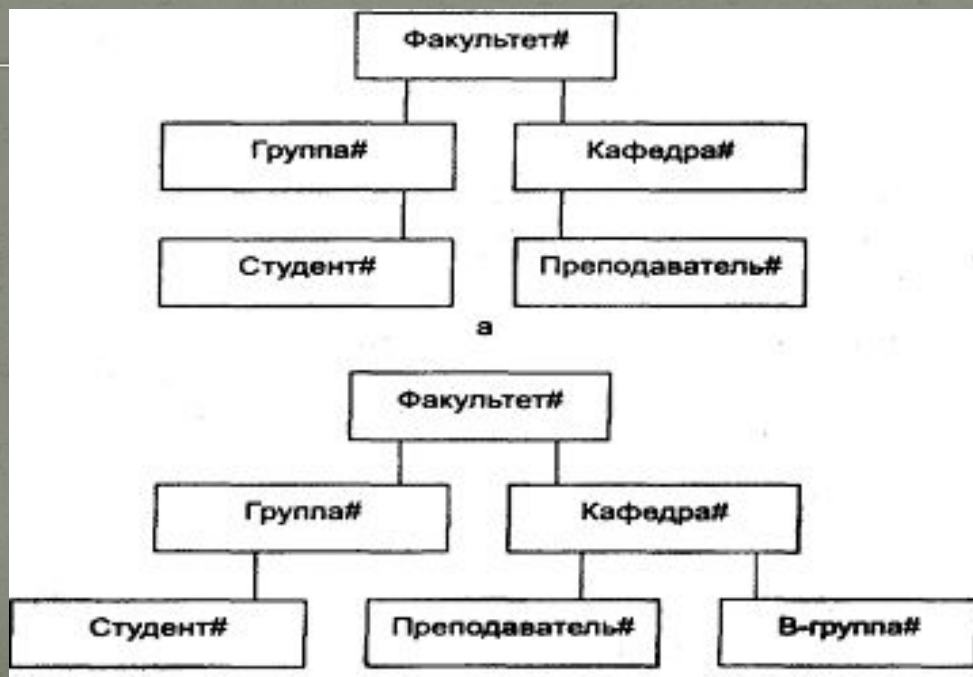 Факультет#
Группа# Кафедра#
Студент# Преподаватель#
а
Факультет#
Группа# Кафедра#
Студент# Преподаватель# В-группа#